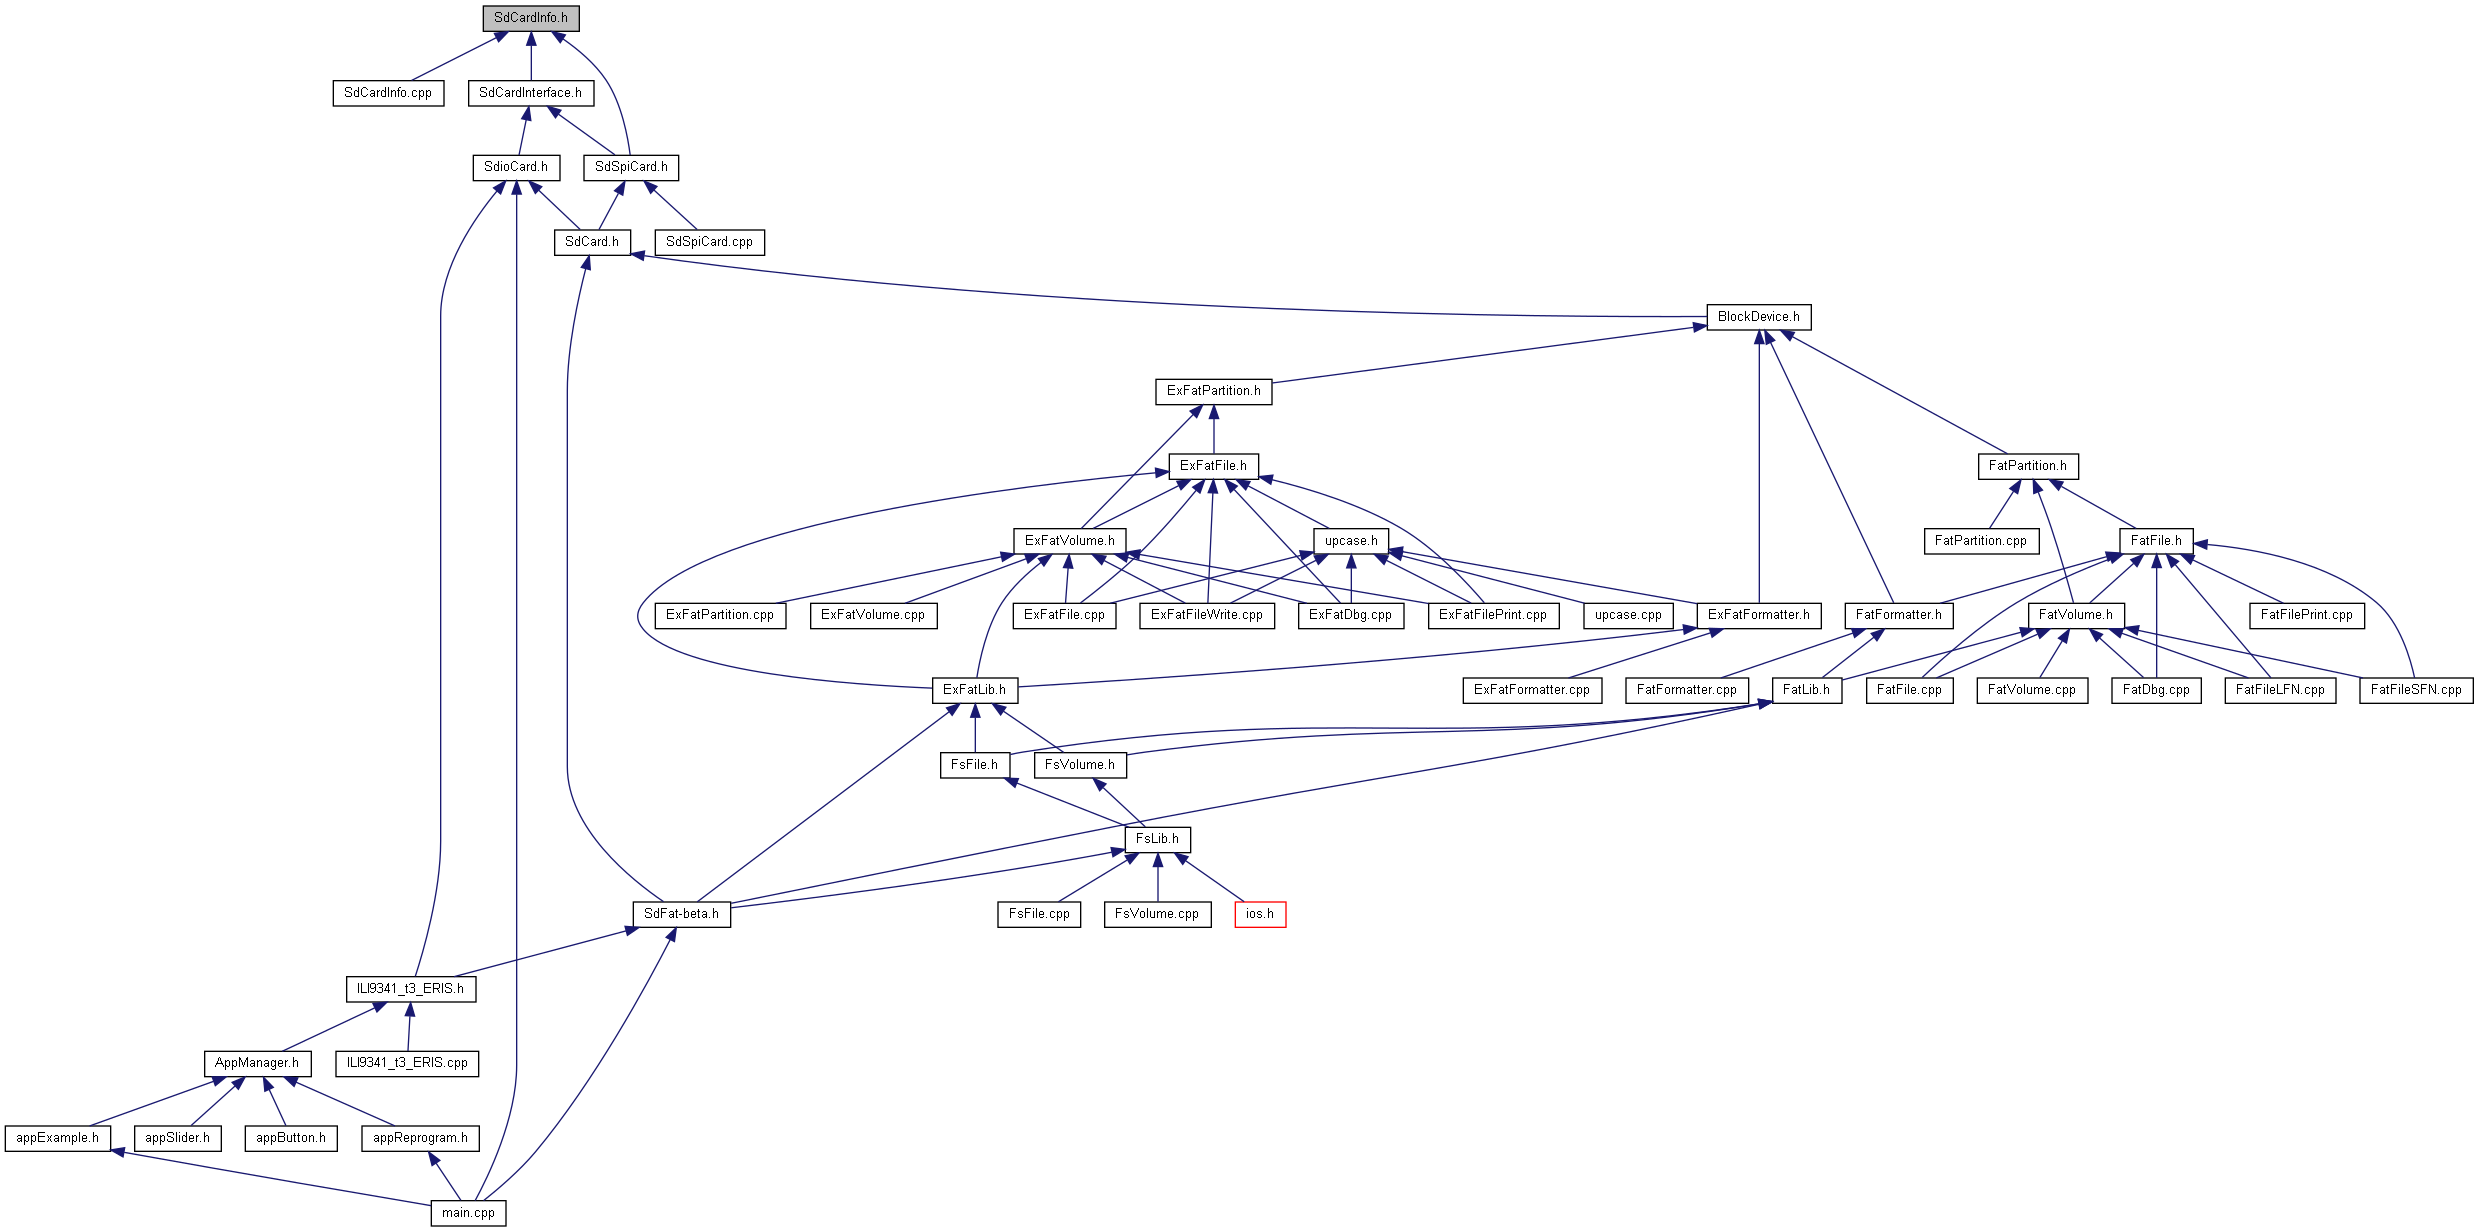 SdCardInfo.h
SdCardInfo.cpp
SdCardInterface.h
SdioCard.h
SdSpiCard.h
SdCard.h
SdSpiCard.cpp
BlockDevice.h
ExFatPartition.h
ExFatFile.h
FatPartition.h
ExFatVolume.h
upcase.h
FatPartition.cpp
FatFile.h
ExFatPartition.cpp
ExFatVolume.cpp
ExFatFile.cpp
ExFatFileWrite.cpp
ExFatDbg.cpp
ExFatFilePrint.cpp
upcase.cpp
ExFatFormatter.h
FatFormatter.h
FatVolume.h
FatFilePrint.cpp
ExFatLib.h
ExFatFormatter.cpp
FatFormatter.cpp
FatLib.h
FatFile.cpp
FatVolume.cpp
FatDbg.cpp
FatFileLFN.cpp
FatFileSFN.cpp
FsFile.h
FsVolume.h
FsLib.h
SdFat-beta.h
FsFile.cpp
FsVolume.cpp
ios.h
ILI9341_t3_ERIS.h
AppManager.h
ILI9341_t3_ERIS.cpp
appExample.h
appSlider.h
appButton.h
appReprogram.h
main.cpp